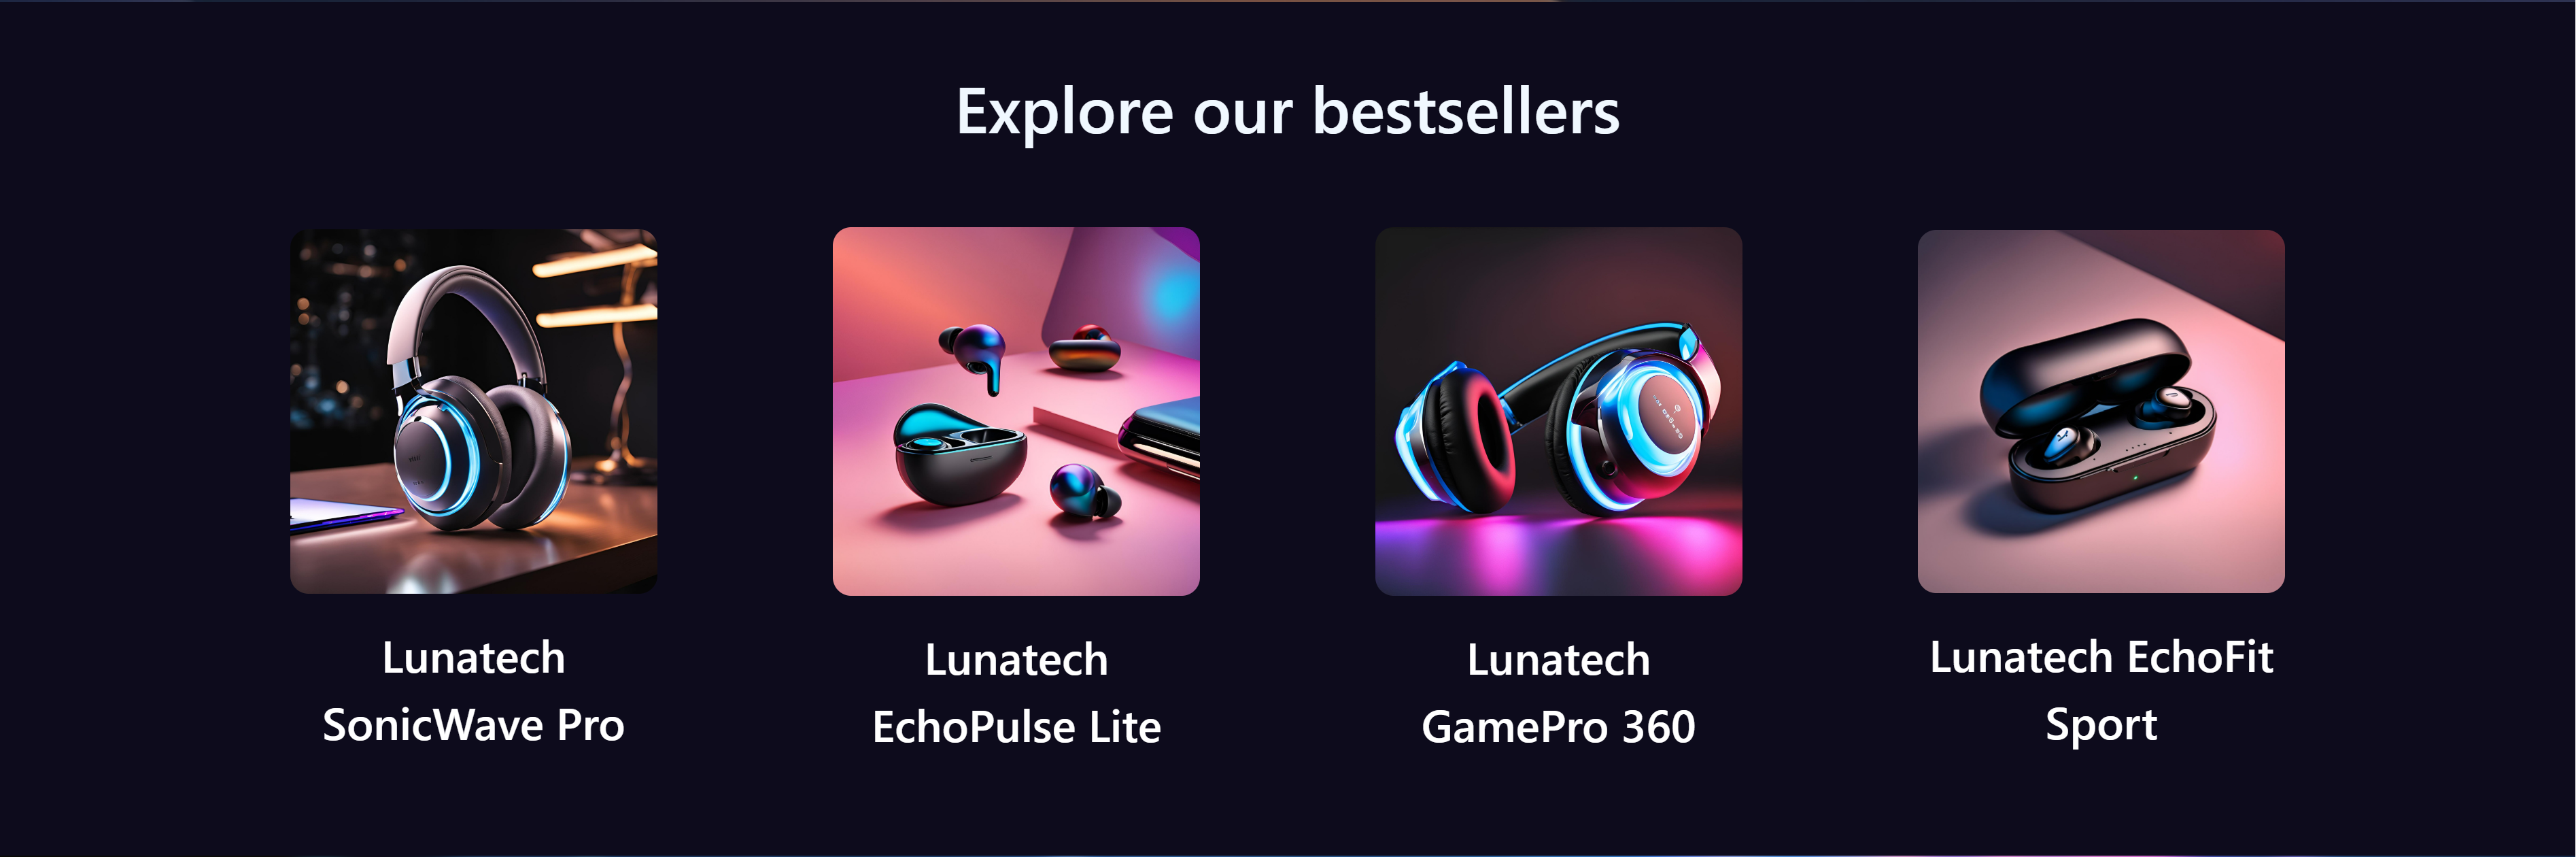 Explore our bestsellers
Lunatech
SonicWave Pro
Lunatech
EchoPulse Lite
Lunatech
GamePro 360
Lunatech EchoFit
Sport